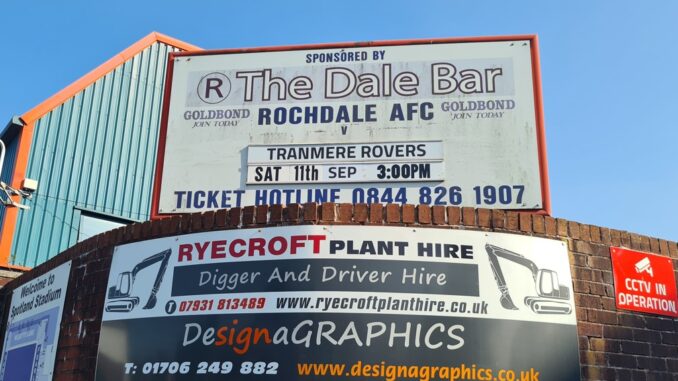 SPONSORED BY
R The Dale Bar
GOLDBOND
JOIN TODAY
ROCHDALE AFC
GOLDBOND
JOIN TODAY
V
TRANMERE ROVERS
SAT 11th SEP 3:00PM
TICKET HOTLINE 0844 826 1907
Welcome to
Spotland Stadium
RYECROFT PLANT HIRE
Digger And Driver Hire
07931 813489 www.ryecroftplanthire.co.uk
DesignaGRAPHICS
T: 01706 249 882 www.designagraphics.co.uk
CCTV IN
OPERATION